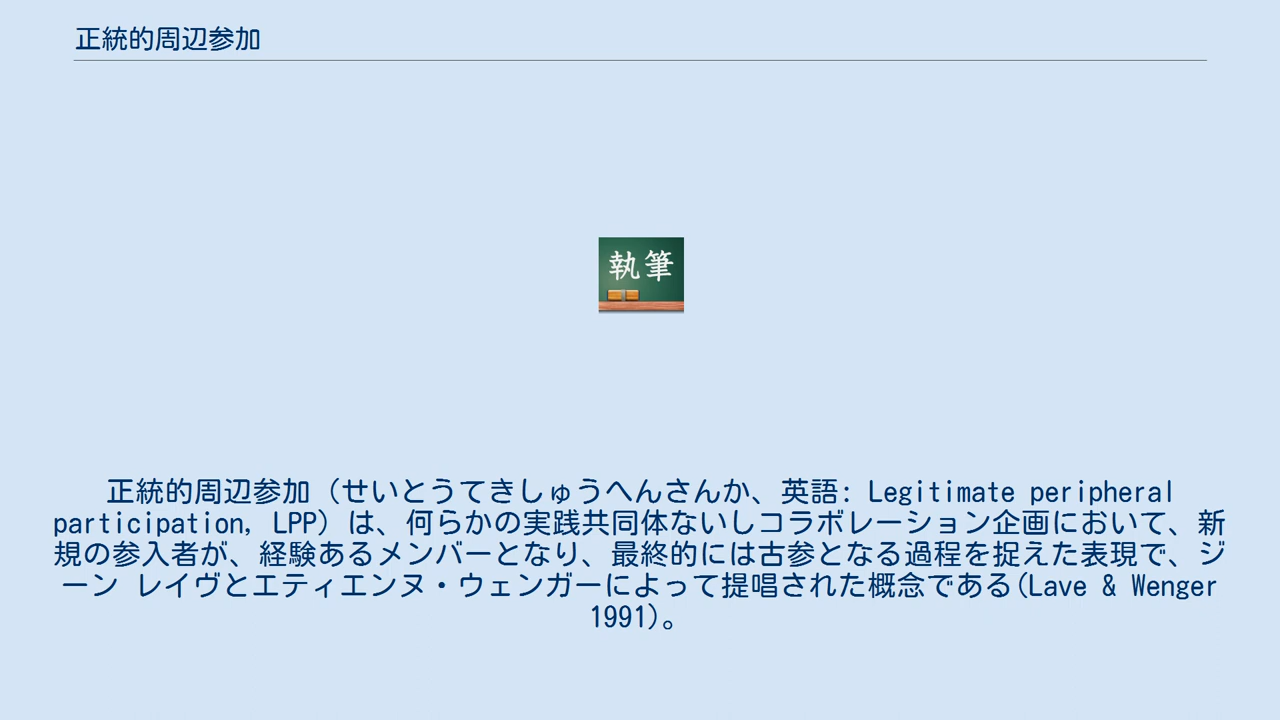 正統的周辺参加
執筆
正統的周辺参加（せいとうてきしゅうへんさんか、英語: Legitimate peripheral
participation, LPP）は、何らかの実践共同体ないしコラボレーション企画において、新
規の参入者が、経験あるメンバーとなり、最終的には古参となる過程を捉えた表現で、ジ
ーン レイヴとエティエンヌ・ウェンガーによって提唱された概念である(Lave & Wenger
1991)。